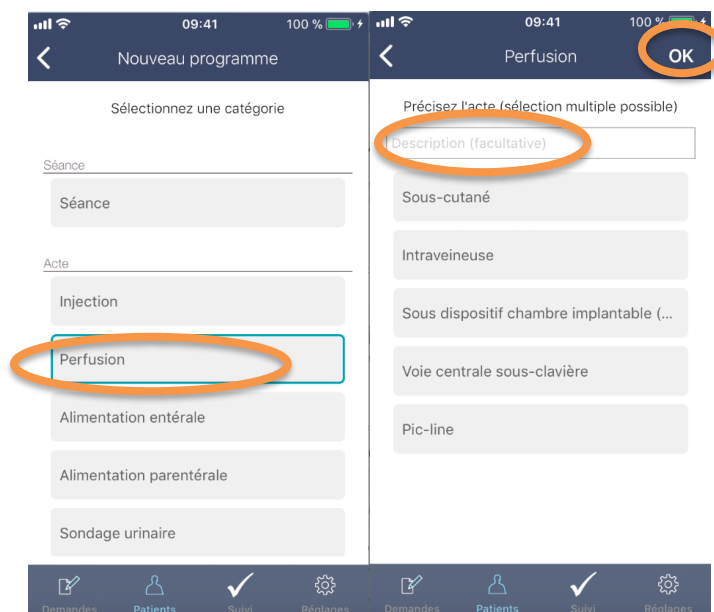 09:41
100 %
Nouveau programme
Sélectionnez une catégorie
Séance
Séance
Acte
Injection
Perfusion
Alimentation entérale
Alimentation parentérale
Sondage urinaire
Demandes
Patients
Suivi
Réglages
09:41
100 %
Perfusion
OK
Précisez l'acte (sélection multiple possible)
Description (facultative)
Sous-cutané
Intraveineuse
Sous dispositif chambre implantable (...
Voie centrale sous-clavière
Pic-line
Demandes
Patients
Suivi
Réglages